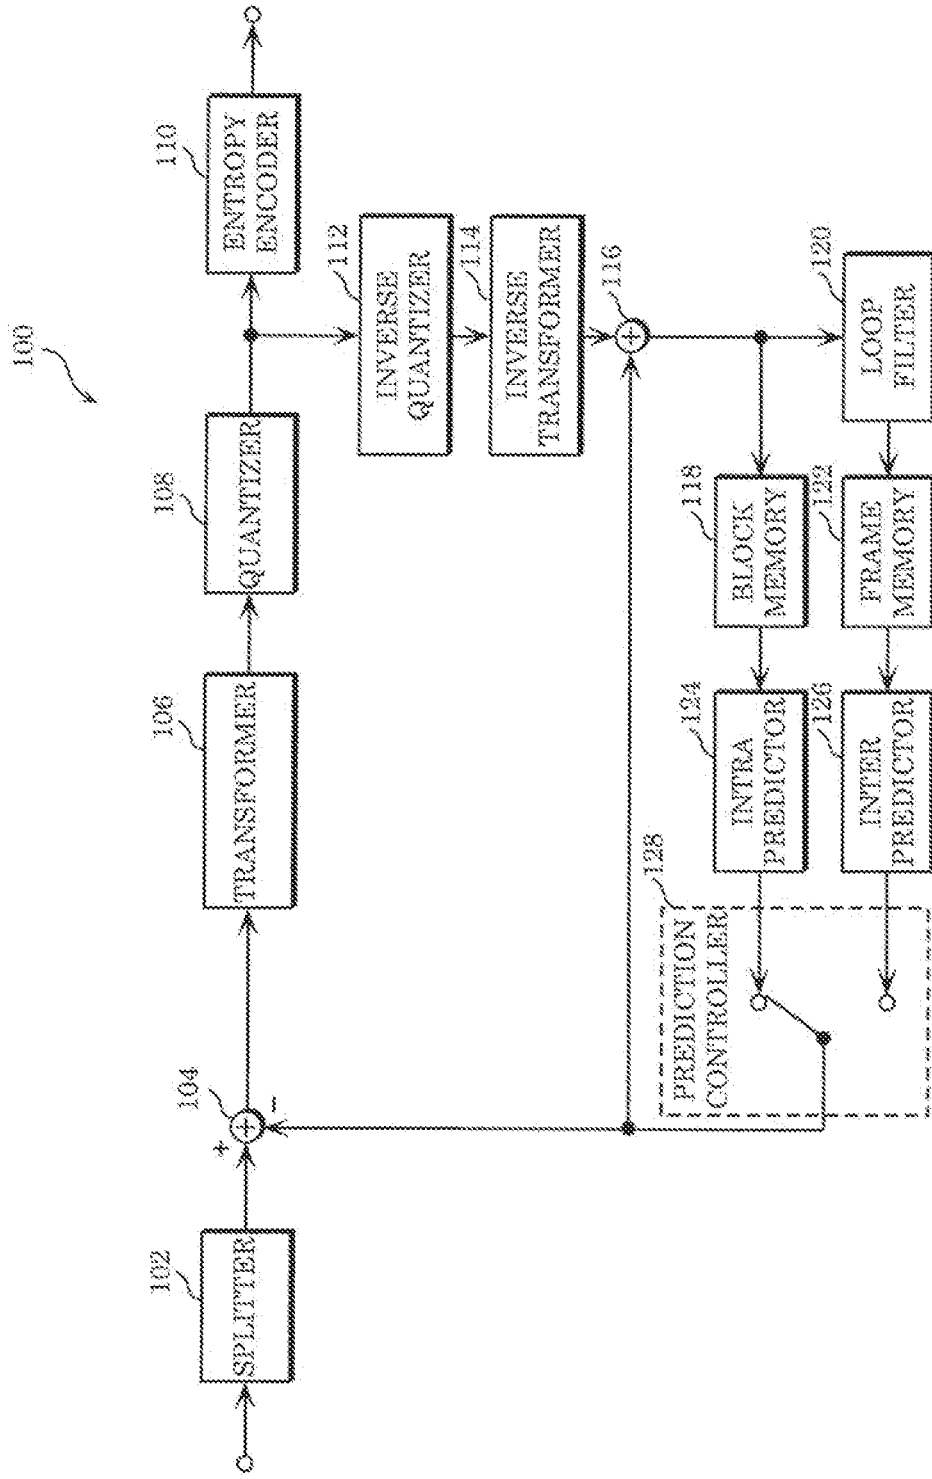 100
102
SPLITTER
+
104
-
106
TRANSFORMER
108
QUANTIZER
110
ENTROPY
ENCODER
112
INVERSE
QUANTIZER
114
INVERSE
TRANSFORMER
116
128
PREDICTION
CONTROLLER
124
INTRA
PREDICTOR
118
BLOCK
MEMORY
126
INTER
PREDICTOR
122
FRAME
MEMORY
120
LOOP
FILTER